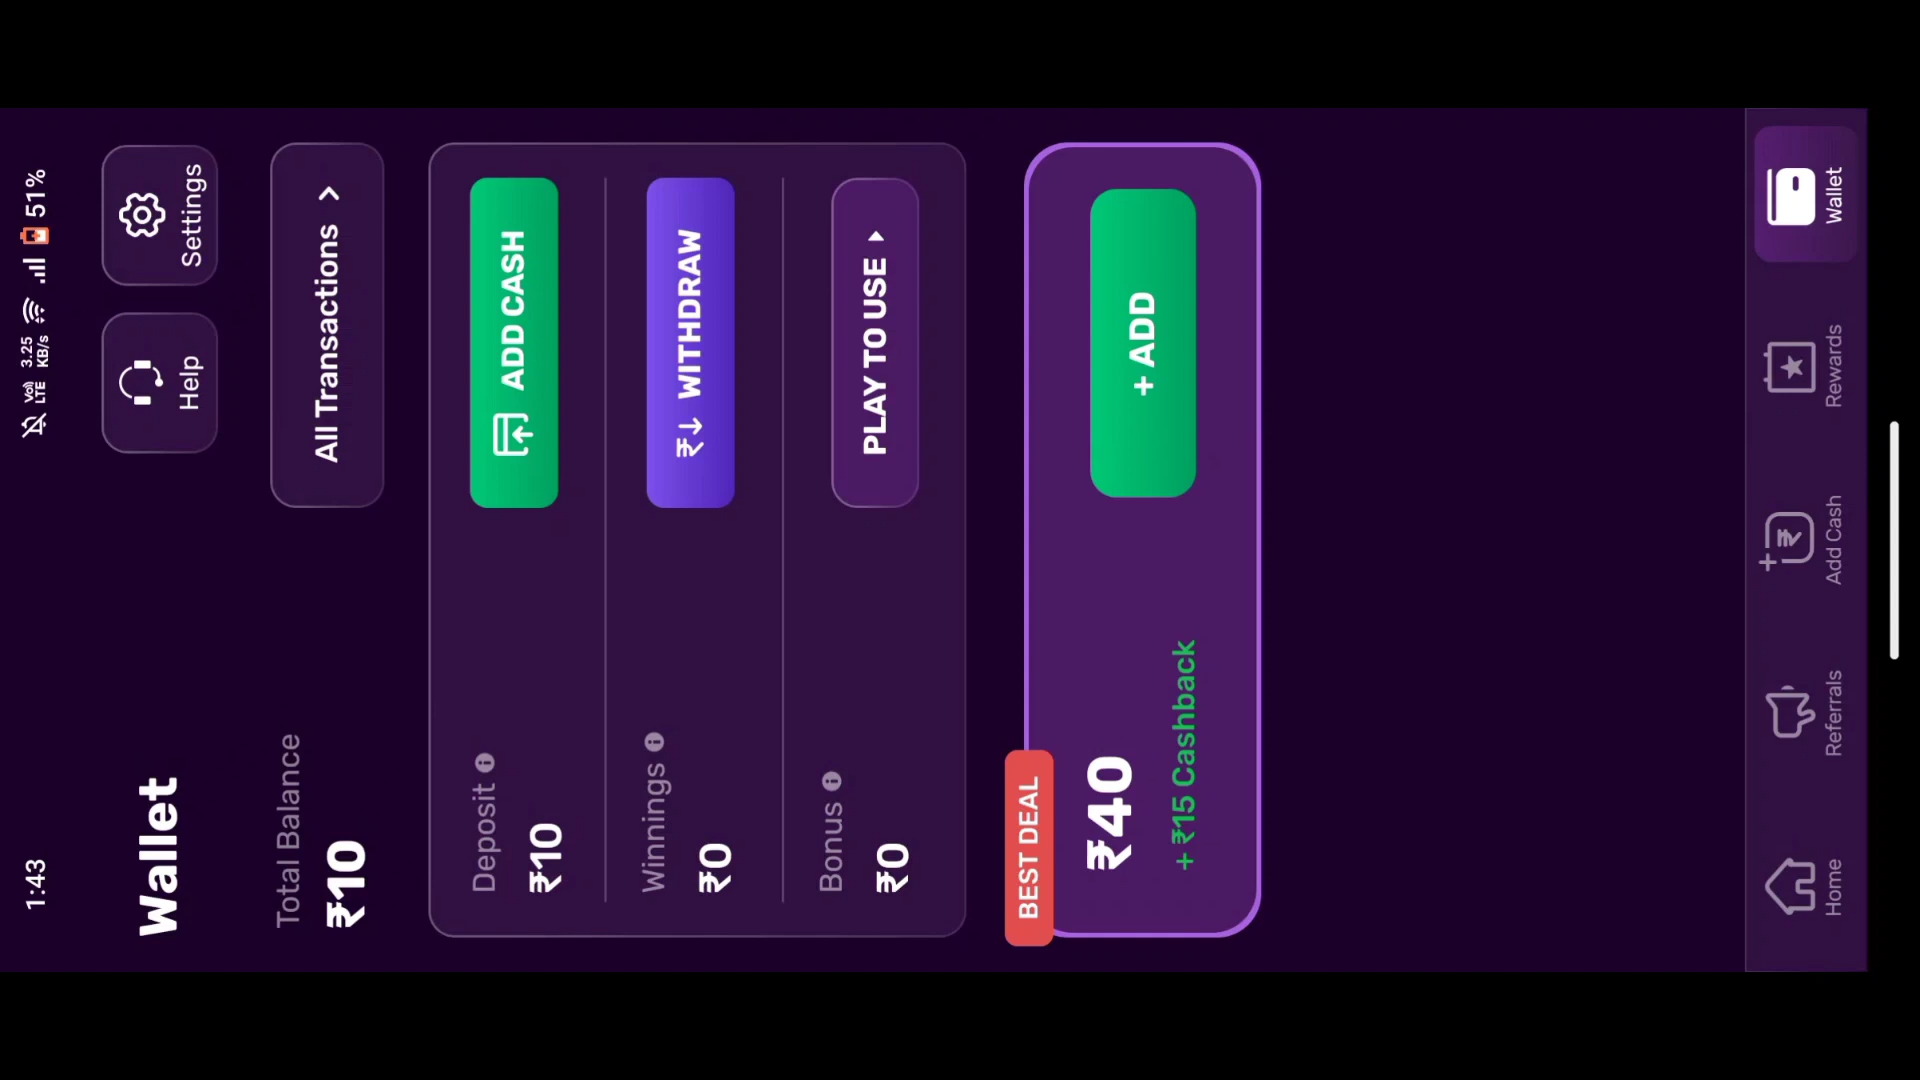 1:43
Vo)) LTE
3.25 KB/s
51%
Wallet
Help
Settings
Total Balance
₹10
All Transactions
Deposit
₹10
ADD CASH
Winnings
₹0
₹ WITHDRAW
Bonus
₹0
PLAY TO USE
BEST DEAL
₹40
+ ₹15 Cashback
+ ADD
Home
Referrals
Add Cash
Rewards
Wallet